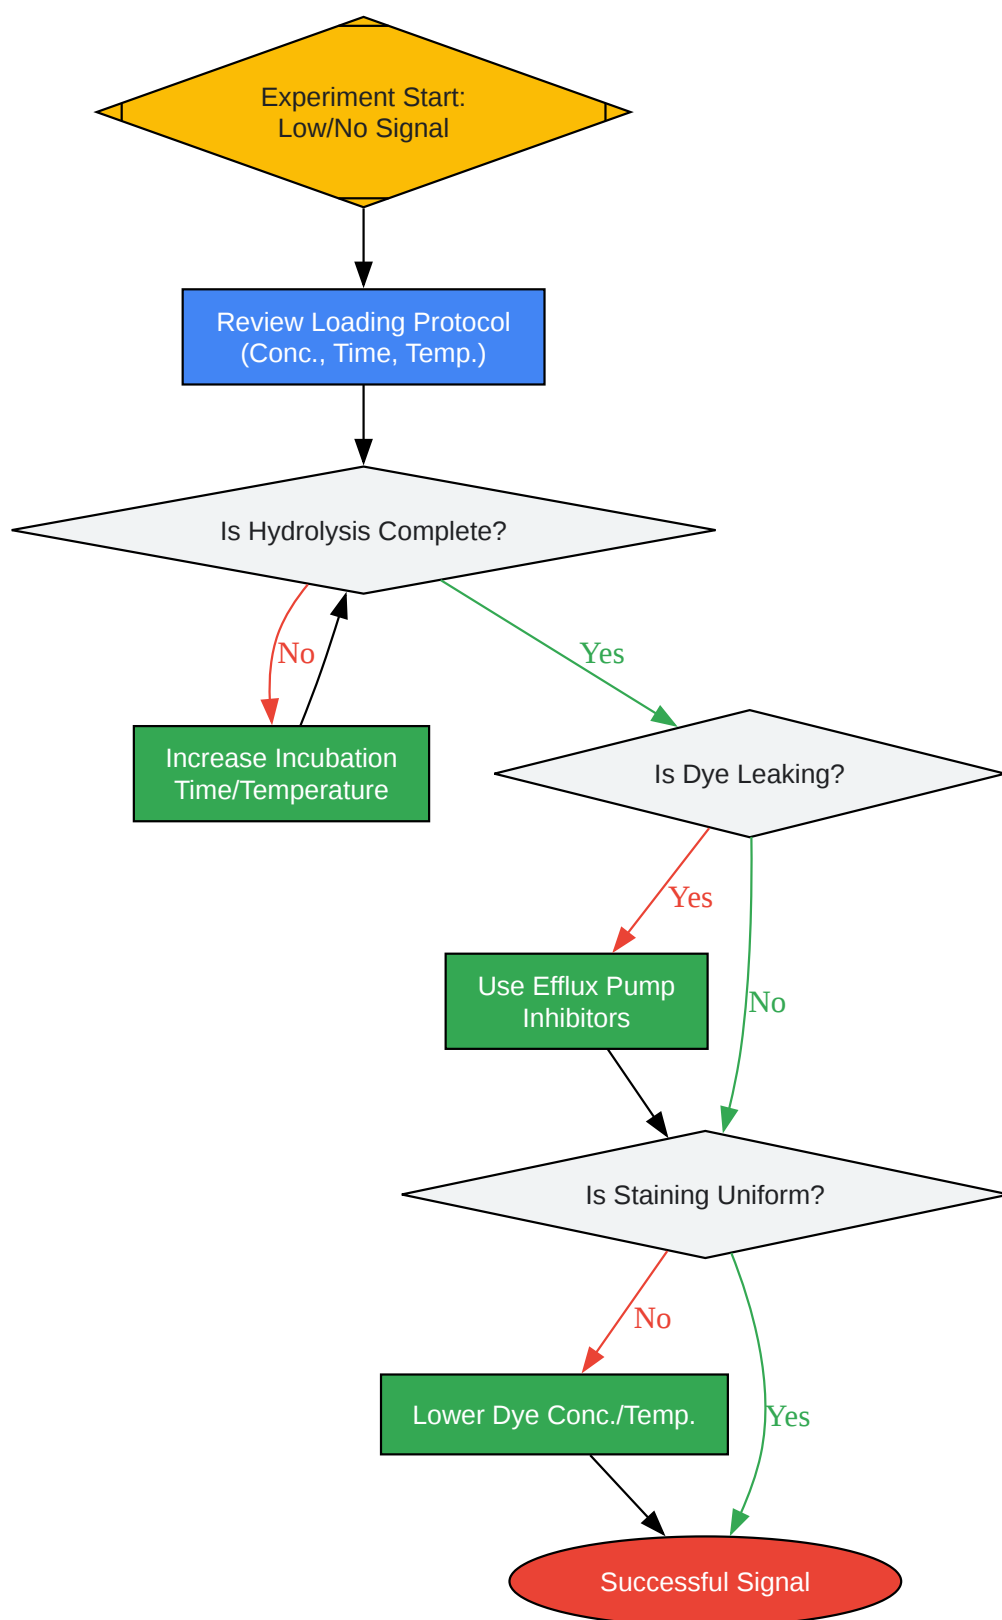 Experiment Start:
Low/No Signal
Review Loading Protocol
(Conc., Time, Temp.)
Is Hydrolysis Complete?
No
Yes
Increase Incubation
Time/Temperature
Is Dye Leaking?
Yes
Use Efflux Pump
Inhibitors
No
Is Staining Uniform?
No
Lower Dye Conc./Temp.
Yes
Successful Signal